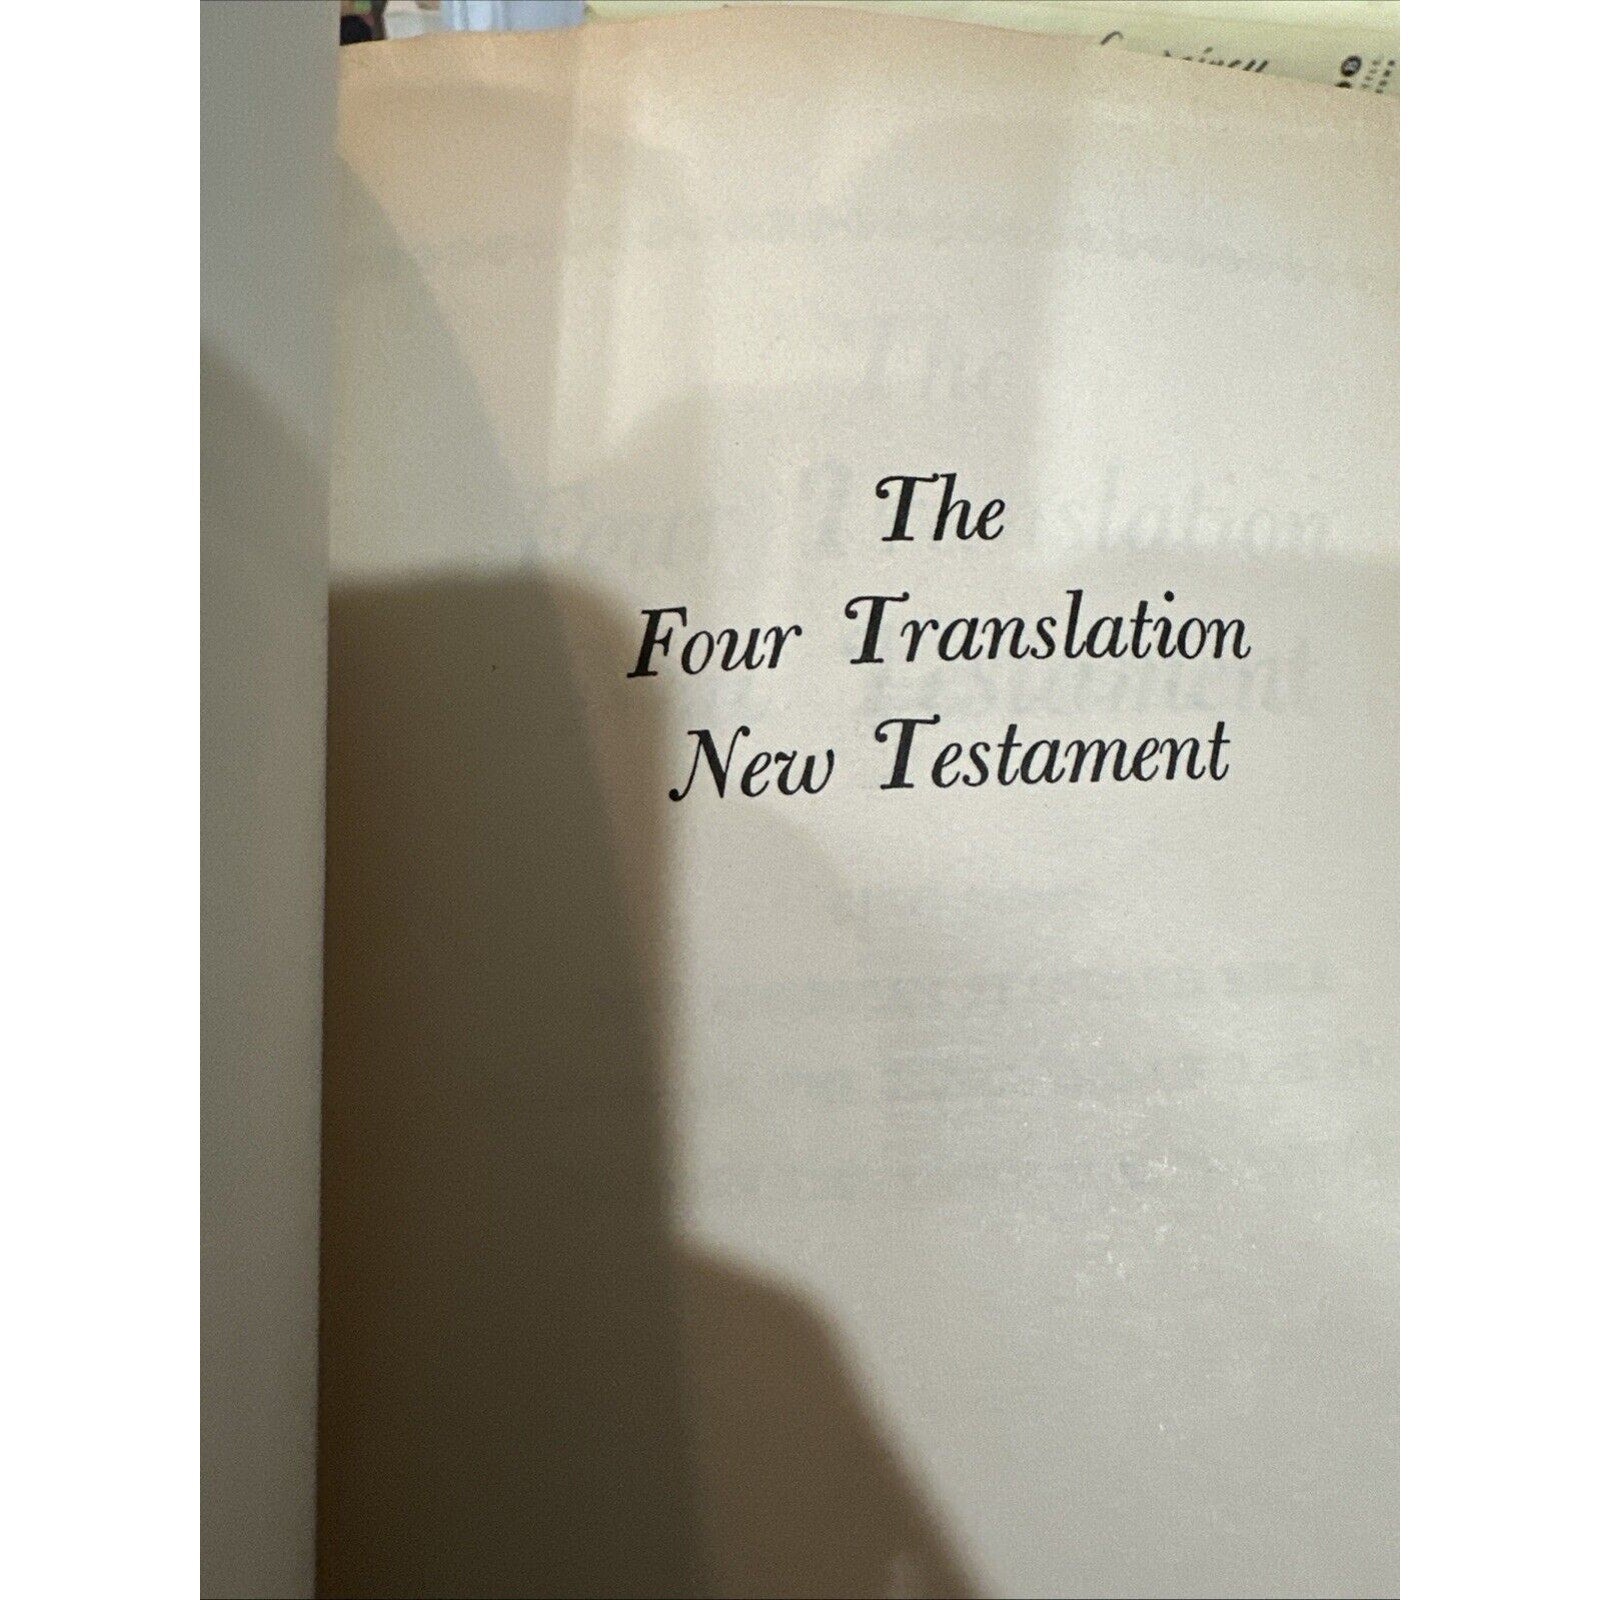 The
Four Translation
New Testament